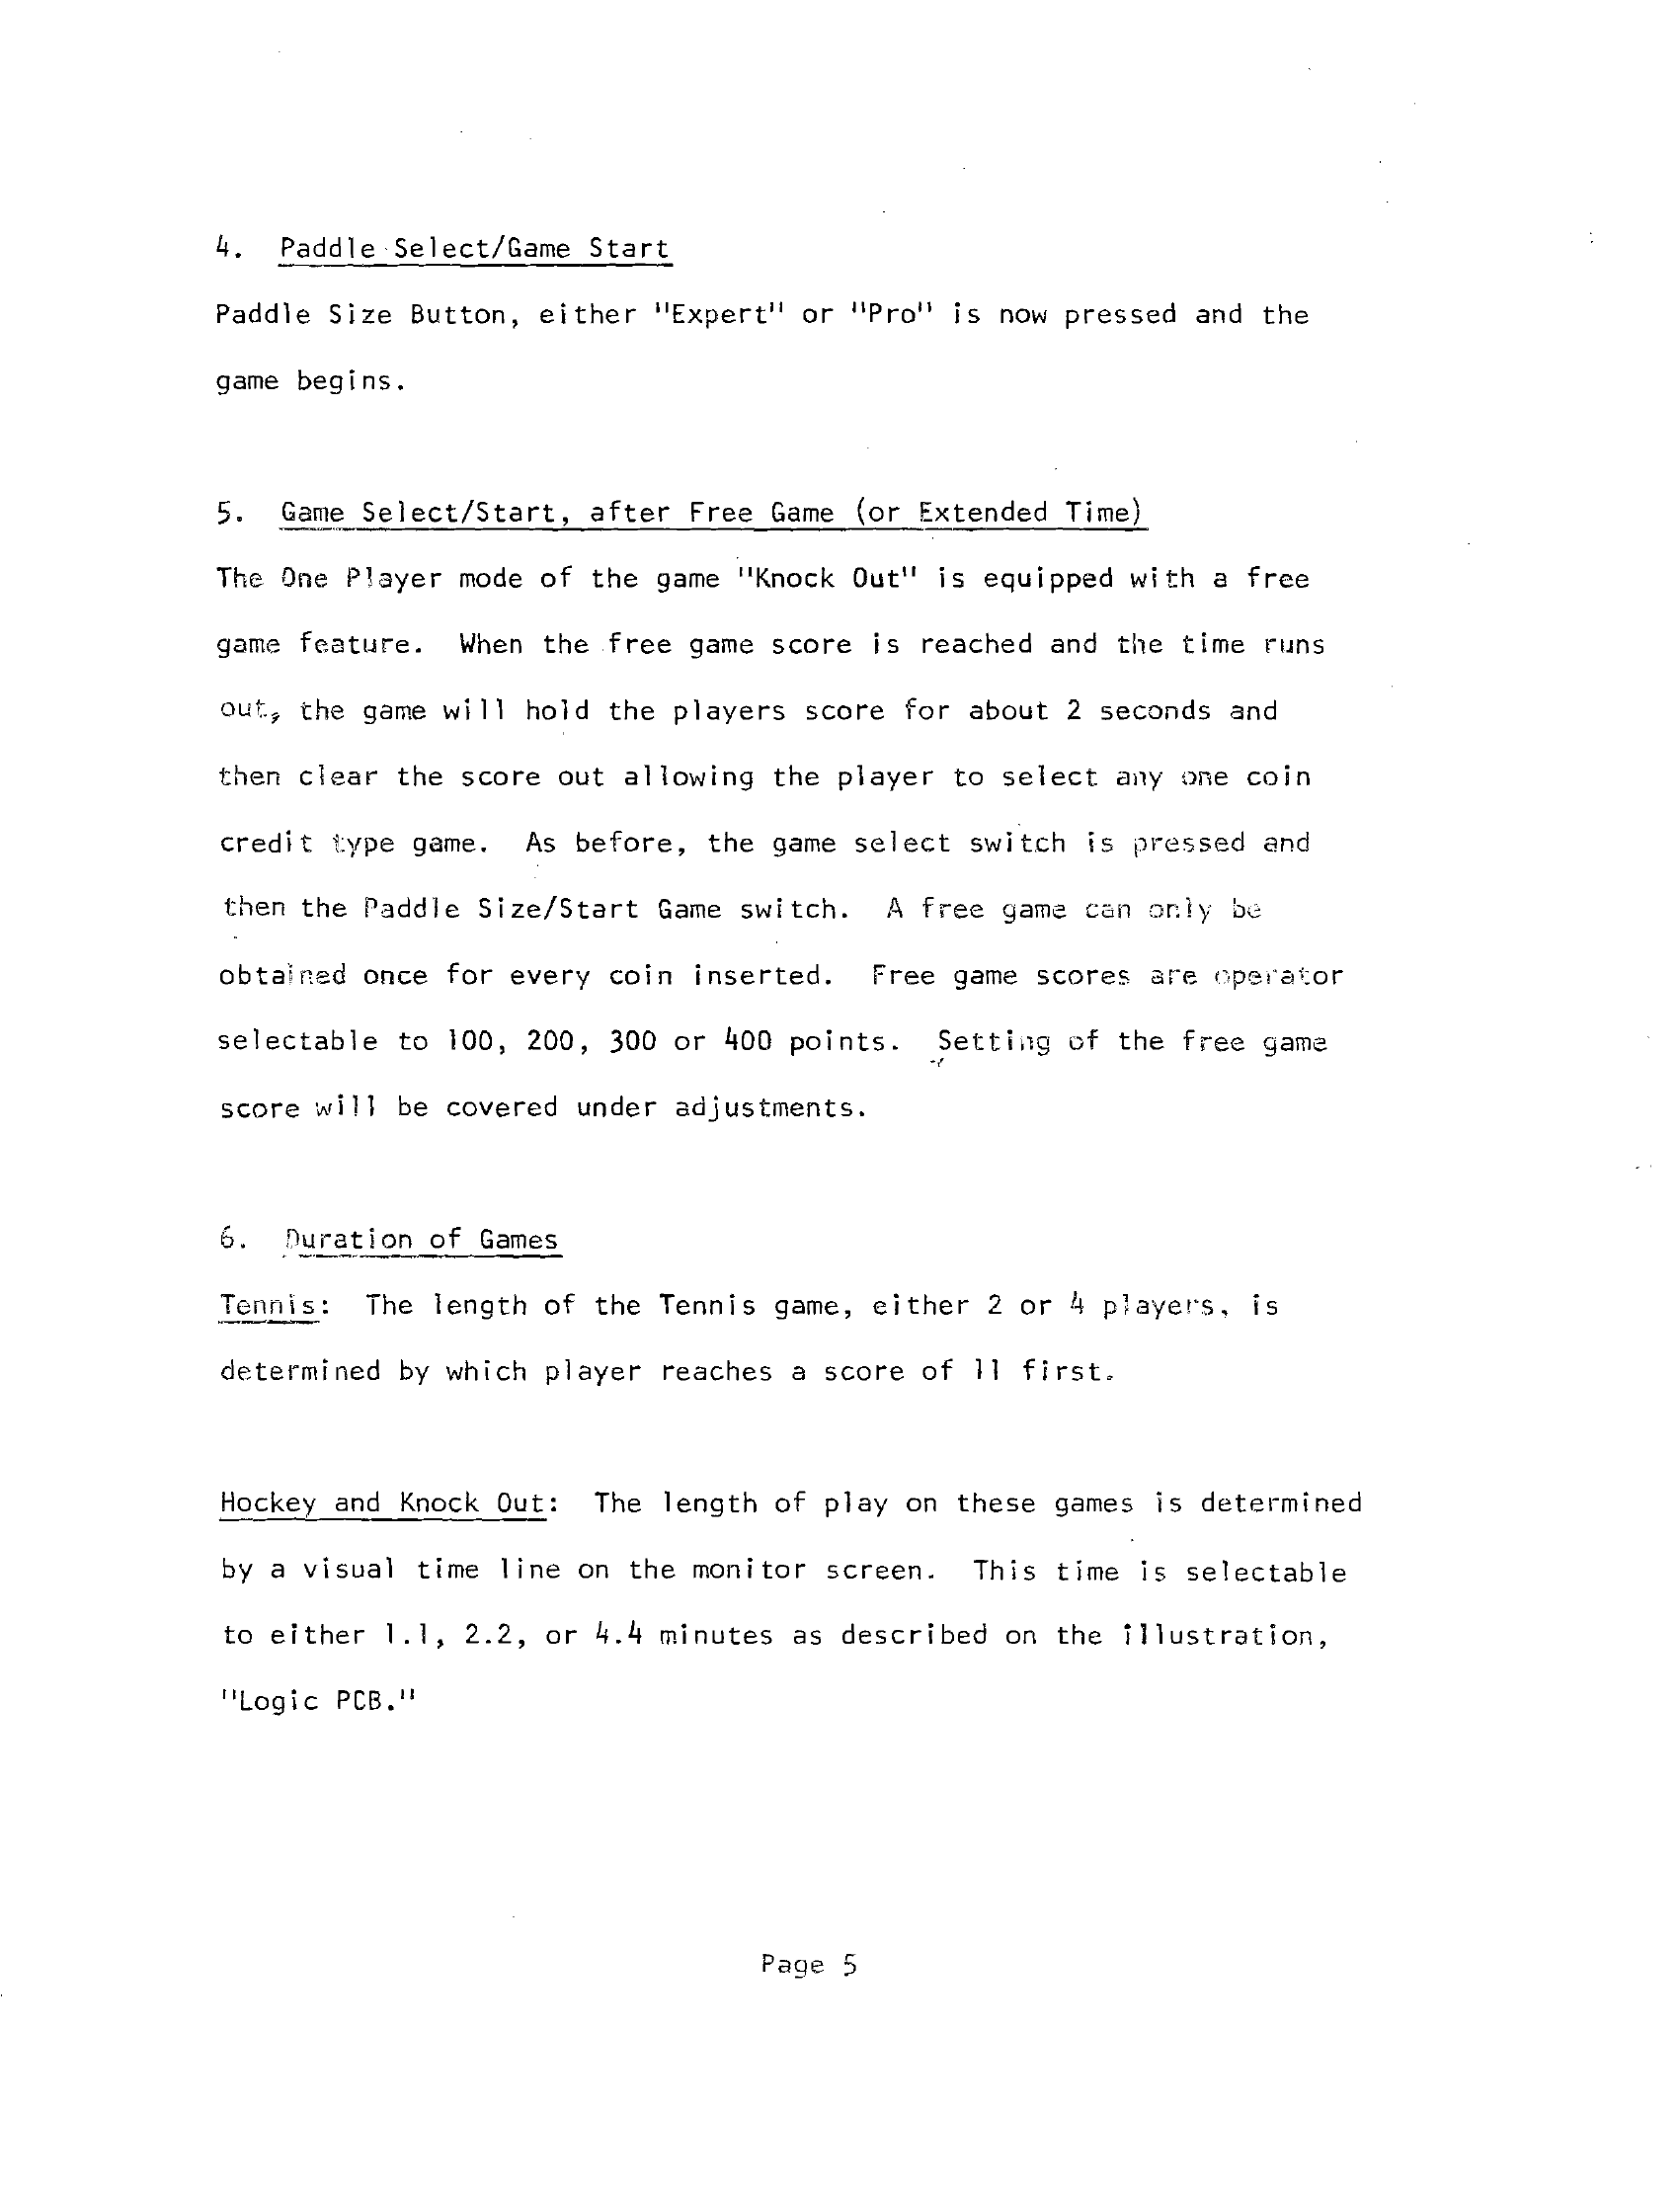 4. Paddle Select/Game Start
Paddle Size Button, either "Expert" or "Pro" is now pressed and the
game begins.
5. Game Select/Start, after Free Game (or Extended Time)
The One Player mode of the game "Knock Out" is equipped with a free
game feature. When the free game score is reached and the time runs
out, the game will hold the players score for about 2 seconds and
then clear the score out allowing the player to select any one coin
credit type game. As before, the game select switch is pressed and
then the Paddle Size/Start Game switch. A free game can only be
obtained once for every coin inserted. Free game scores are operator
selectable to 100, 200, 300 or 400 points. Setting of the free game
score will be covered under adjustments.
6. Duration of Games
Tennis: The length of the Tennis game, either 2 or 4 players, is
determined by which player reaches a score of 11 first.
Hockey and Knock Out: The length of play on these games is determined
by a visual time line on the monitor screen. This time is selectable
to either 1.1, 2.2, or 4.4 minutes as described on the illustration,
"Logic PCB."
Page 5